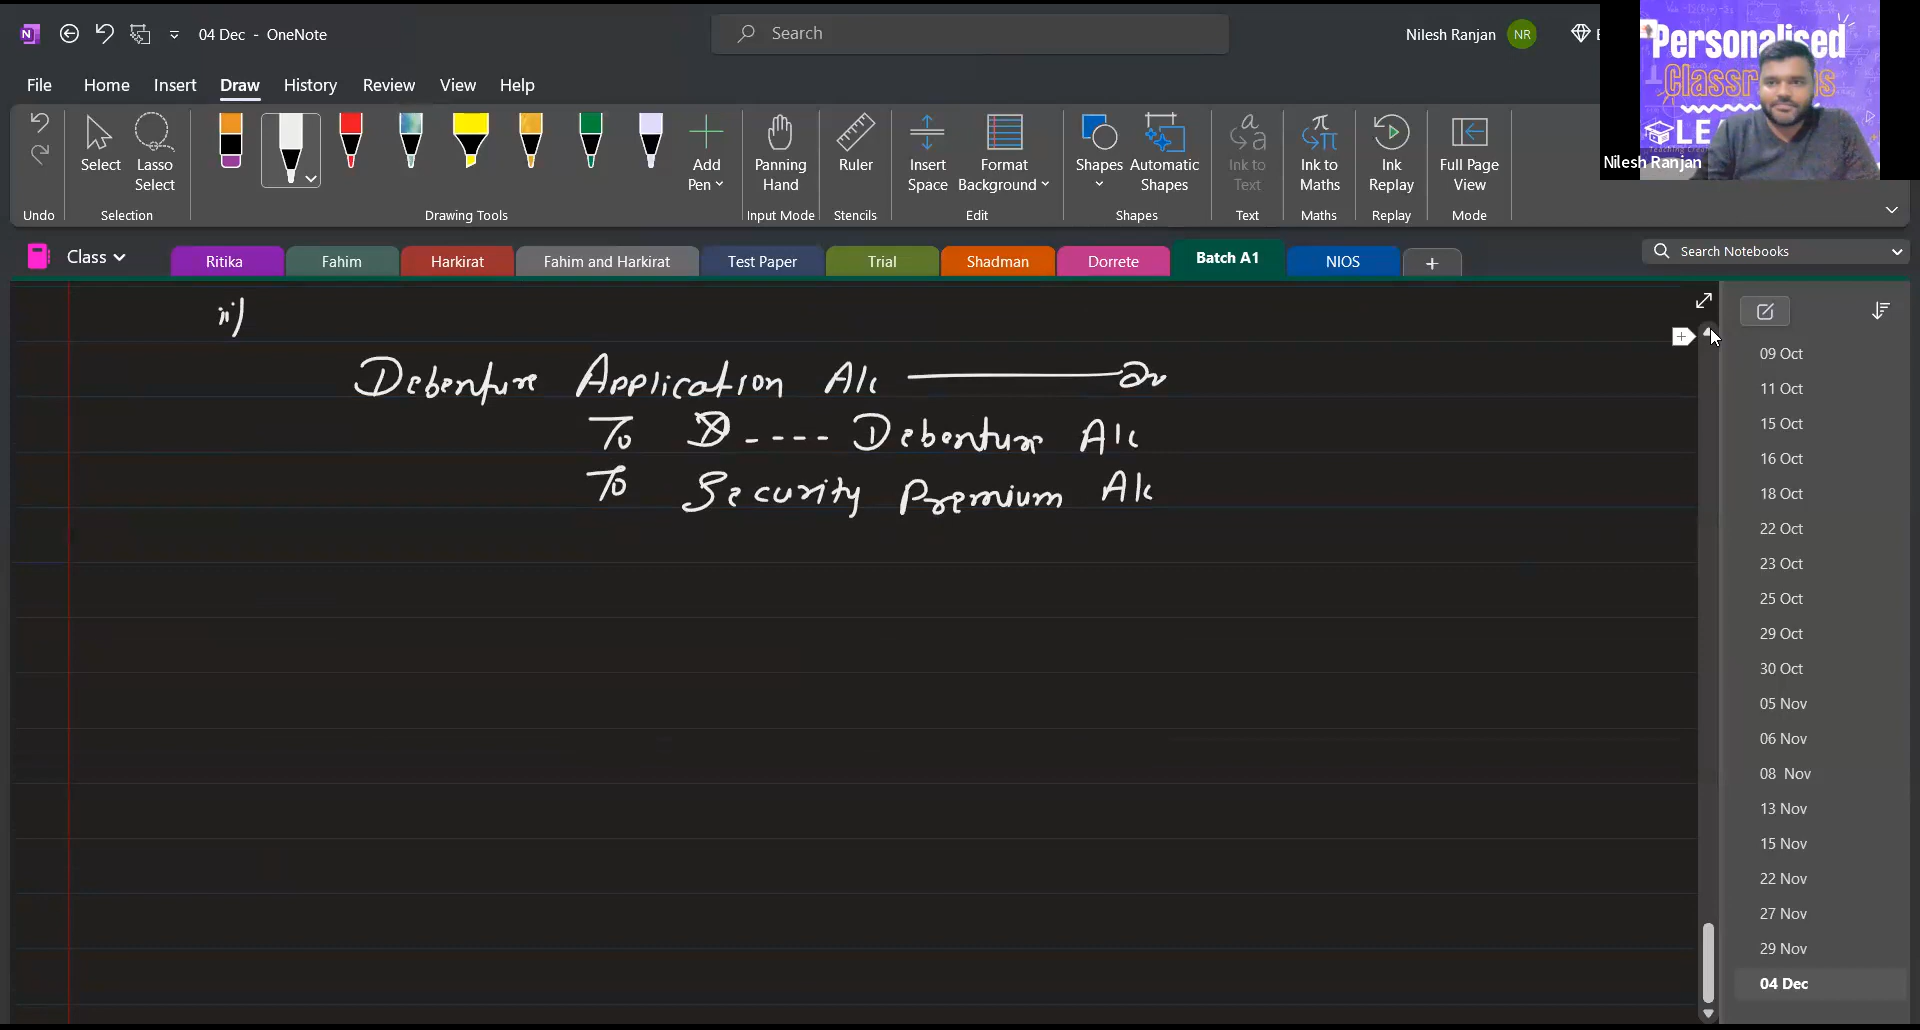 04 Dec - OneNote
Search
Nilesh Ranjan NR
File Home Insert Draw History Review View Help
Undo
Select
Lasso Select
Selection
Drawing Tools
Add Pen
Panning Hand
Input Mode
Ruler
Stencils
Insert Space
Format Background
Edit
Shapes
Automatic Shapes
Shapes
Ink to Text
Text
Ink to Maths
Maths
Ink Replay
Replay
Full Page View
Mode
Personalised
Classrooms
LEA
Nilesh Ranjan
Class Ritika Fahim Harkirat Fahim and Harkirat Test Paper Trial Shadman Dorrete Batch A1 NIOS +
Search Notebooks
ii)
Debenture Application A/c Dr
To ---- Debenture A/c
To Security Premium A/c
09 Oct
11 Oct
15 Oct
16 Oct
18 Oct
22 Oct
23 Oct
25 Oct
29 Oct
30 Oct
05 Nov
06 Nov
08 Nov
13 Nov
15 Nov
22 Nov
27 Nov
29 Nov
04 Dec